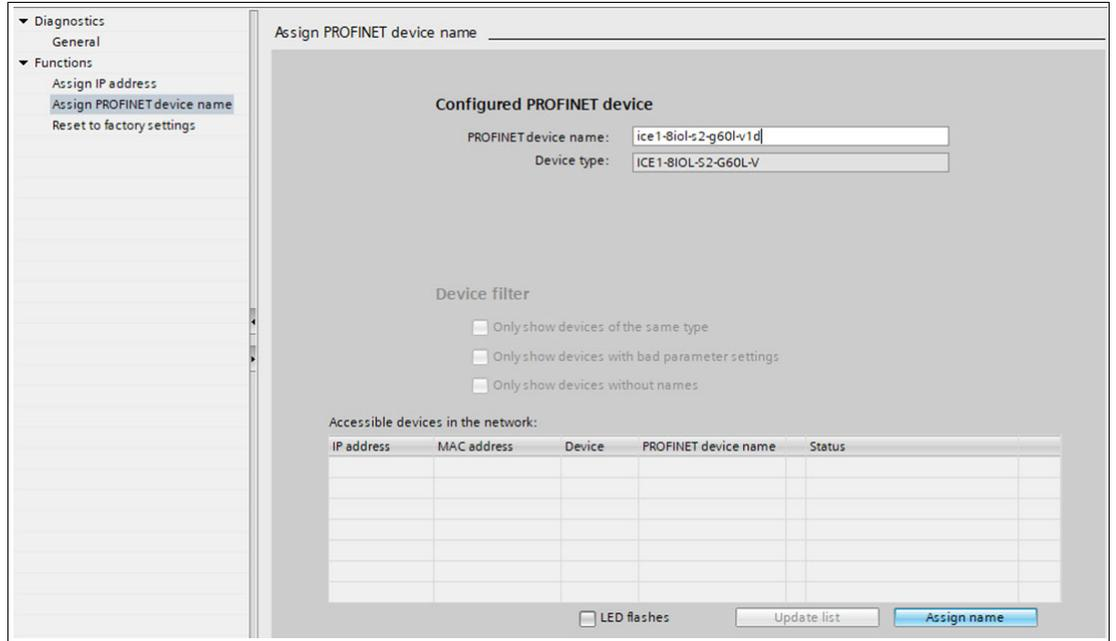 Diagnostics
General
Functions
Assign IP address
Assign PROFINET device name
Reset to factory settings
Assign PROFINET device name
Configured PROFINET device
PROFINET device name: ice1-8iol-s2-g60l-v1d
Device type: ICE1-8IOL-S2-G60L-V
Device filter
Only show devices of the same type
Only show devices with bad parameter settings
Only show devices without names
Accessible devices in the network:
IP address MAC address Device PROFINET device name Status
LED flashes Update list Assign name